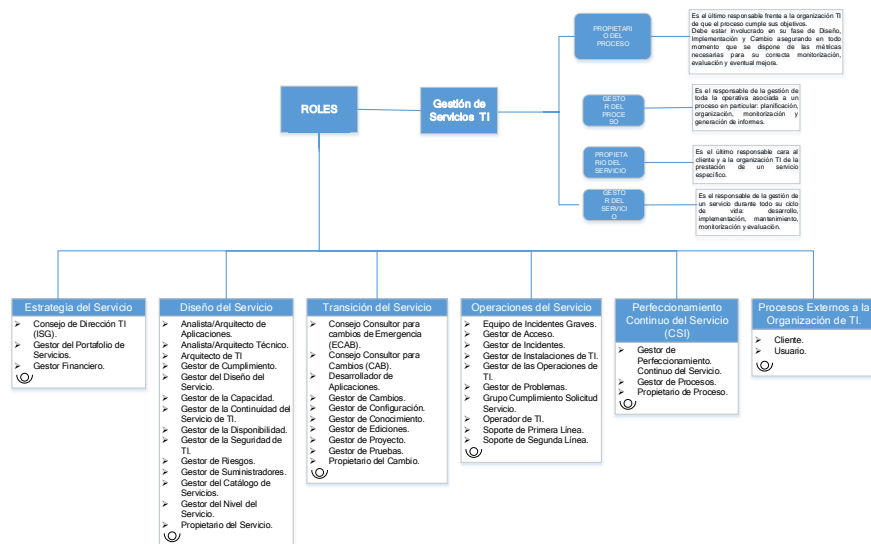 ROLES
Gestión de
Servicios TI
PROPIETARI
O DEL
PROCESO
Es el último responsable frente a la organización TI
de que el proceso cumple sus objetivos.
Debe estar involucrado en su fase de Diseño,
Implementación y Cambio asegurando en todo
momento que se dispone de las métricas
necesarias para su correcta monitorización,
evaluación y eventual mejora.
GESTO
R DEL
PROCE
SO
Es el responsable de la gestión de
toda la operativa asociada a un
proceso en particular: planificación,
organización, monitorización y
generación de informes.
PROPIETA
RIO DEL
SERVICIO
Es el último responsable cara al
cliente y a la organización TI de la
prestación de un servicio
específico.
GESTO
R DEL
SERVICI
O
Es el responsable de la gestión de
un servicio durante todo su ciclo
de vida: desarrollo,
implementación, mantenimiento,
monitorización y evaluación.
Estrategia del Servicio
Consejo de Dirección TI
(ISG).
Gestor del Portafolio de
Servicios.
Gestor Financiero.
Diseño del Servicio
Analista/Arquitecto de
Aplicaciones.
Analista/Arquitecto Técnico.
Arquitecto de TI
Gestor de Cumplimiento.
Gestor del Diseño del
Servicio.
Gestor de la Capacidad.
Gestor de la Continuidad del
Servicio de TI.
Gestor de la Disponibilidad.
Gestor de la Seguridad de
TI.
Gestor de Riesgos.
Gestor de Suministradores.
Gestor del Catálogo de
Servicios.
Gestor del Nivel del
Servicio.
Propietario del Servicio.
Transición del Servicio
Consejo Consultor para
cambios de Emergencia
(ECAB).
Consejo Consultor para
Cambios (CAB).
Desarrollador de
Aplicaciones.
Gestor de Cambios.
Gestor de Configuración.
Gestor de Conocimiento.
Gestor de Ediciones.
Gestor de Proyecto.
Gestor de Pruebas.
Propietario del Cambio.
Operaciones del Servicio
Equipo de Incidentes Graves.
Gestor de Acceso.
Gestor de Incidentes.
Gestor de Instalaciones de TI.
Gestor de las Operaciones de
TI.
Gestor de Problemas.
Grupo Cumplimiento Solicitud
Servicio.
Operador de TI.
Soporte de Primera Línea.
Soporte de Segunda Línea.
Perfeccionamiento
Continuo del Servicio
(CSI)
Gestor de
Perfeccionamiento.
Continuo del Servicio.
Gestor de Procesos.
Propietario de Proceso.
Procesos Externos a la
Organización de TI.
Cliente.
Usuario.